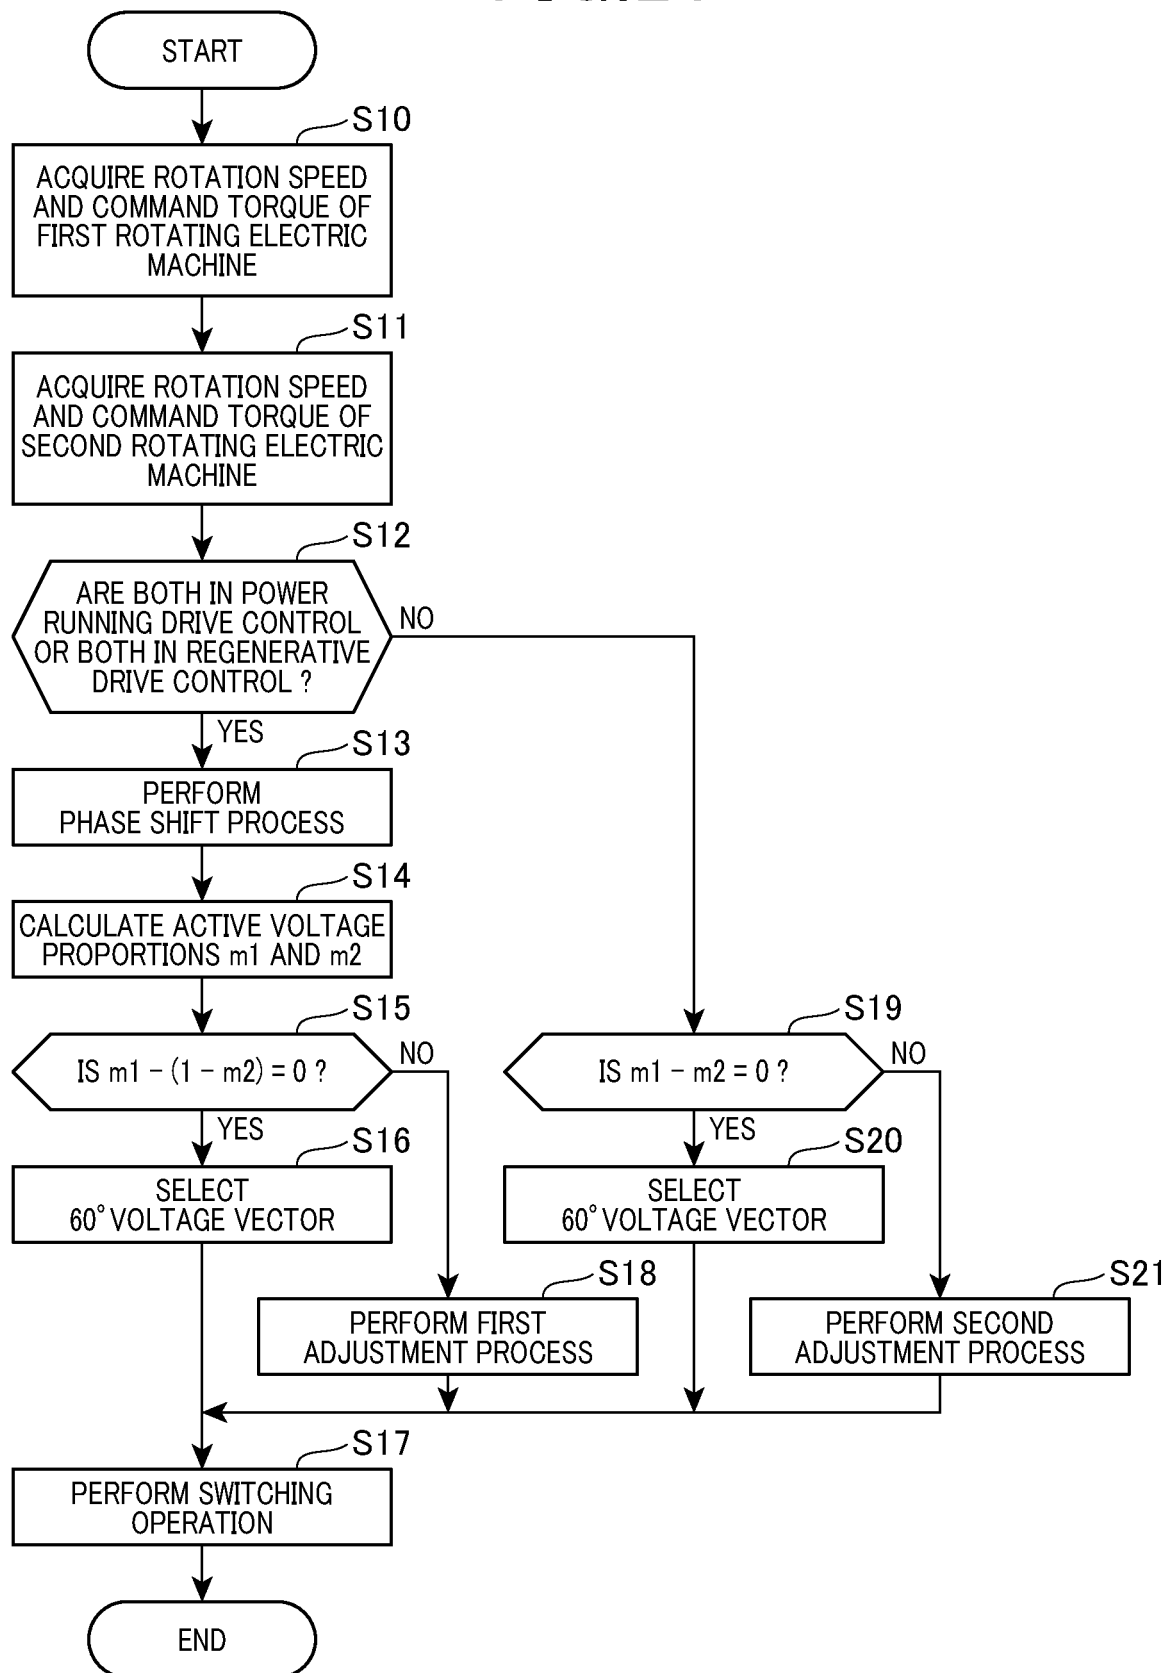 START
S10
ACQUIRE ROTATION SPEED
AND COMMAND TORQUE OF
FIRST ROTATING ELECTRIC
MACHINE
S11
ACQUIRE ROTATION SPEED
AND COMMAND TORQUE OF
SECOND ROTATING ELECTRIC
MACHINE
S12
ARE BOTH IN POWER
RUNNING DRIVE CONTROL
OR BOTH IN REGENERATIVE
DRIVE CONTROL ?
NO
YES
S13
PERFORM
PHASE SHIFT PROCESS
S14
CALCULATE ACTIVE VOLTAGE
PROPORTIONS m1 AND m2
S15
IS m1 – (1 – m2) = 0 ?
NO
YES
S16
SELECT
60° VOLTAGE VECTOR
S18
PERFORM FIRST
ADJUSTMENT PROCESS
S19
IS m1 – m2 = 0 ?
NO
YES
S20
SELECT
60° VOLTAGE VECTOR
S21
PERFORM SECOND
ADJUSTMENT PROCESS
S17
PERFORM SWITCHING
OPERATION
END